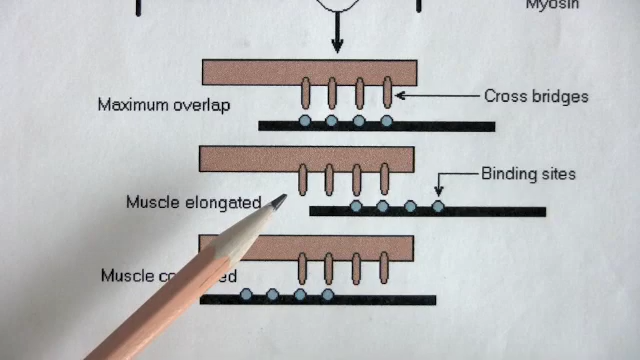 Myosin
Maximum overlap
Cross bridges
Muscle elongated
Binding sites
Muscle